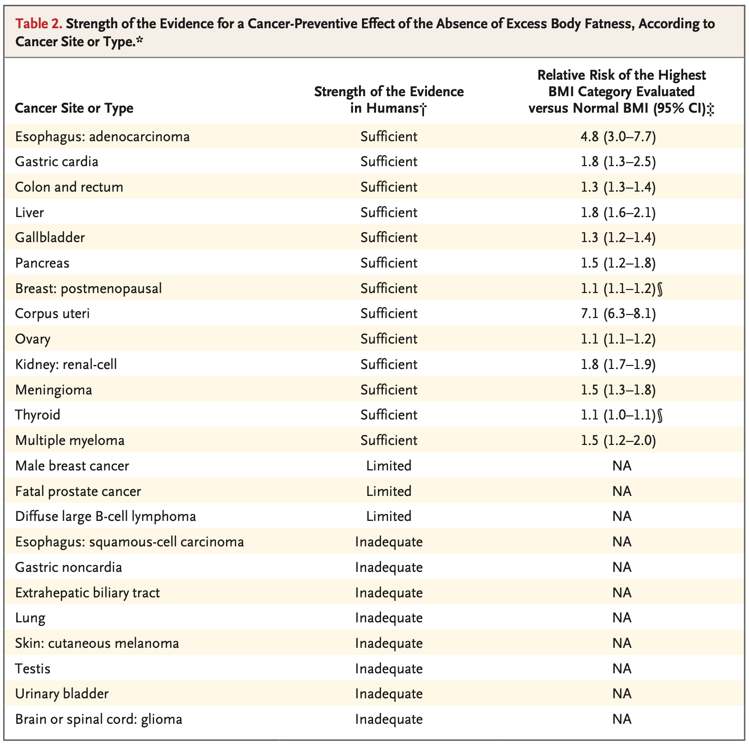 Table 2. Strength of the Evidence for a Cancer-Preventive Effect of the Absence of Excess Body Fatness, According to
Cancer Site or Type.*
Cancer Site or Type
Strength of the Evidence
in Humans†
Relative Risk of the Highest
BMI Category Evaluated
versus Normal BMI (95% CI)‡
Esophagus: adenocarcinoma Sufficient 4.8 (3.0–7.7)
Gastric cardia Sufficient 1.8 (1.3–2.5)
Colon and rectum Sufficient 1.3 (1.3–1.4)
Liver Sufficient 1.8 (1.6–2.1)
Gallbladder Sufficient 1.3 (1.2–1.4)
Pancreas Sufficient 1.5 (1.2–1.8)
Breast: postmenopausal Sufficient 1.1 (1.1–1.2)§
Corpus uteri Sufficient 7.1 (6.3–8.1)
Ovary Sufficient 1.1 (1.1–1.2)
Kidney: renal-cell Sufficient 1.8 (1.7–1.9)
Meningioma Sufficient 1.5 (1.3–1.8)
Thyroid Sufficient 1.1 (1.0–1.1)§
Multiple myeloma Sufficient 1.5 (1.2–2.0)
Male breast cancer Limited NA
Fatal prostate cancer Limited NA
Diffuse large B-cell lymphoma Limited NA
Esophagus: squamous-cell carcinoma Inadequate NA
Gastric noncardia Inadequate NA
Extrahepatic biliary tract Inadequate NA
Lung Inadequate NA
Skin: cutaneous melanoma Inadequate NA
Testis Inadequate NA
Urinary bladder Inadequate NA
Brain or spinal cord: glioma Inadequate NA